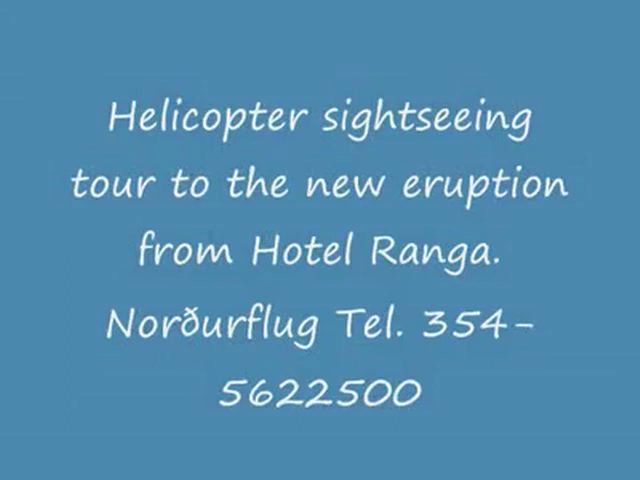 Helicopter sightseeing
tour to the new eruption
from Hotel Ranga.
Norðurflug Tel. 354-
5622500